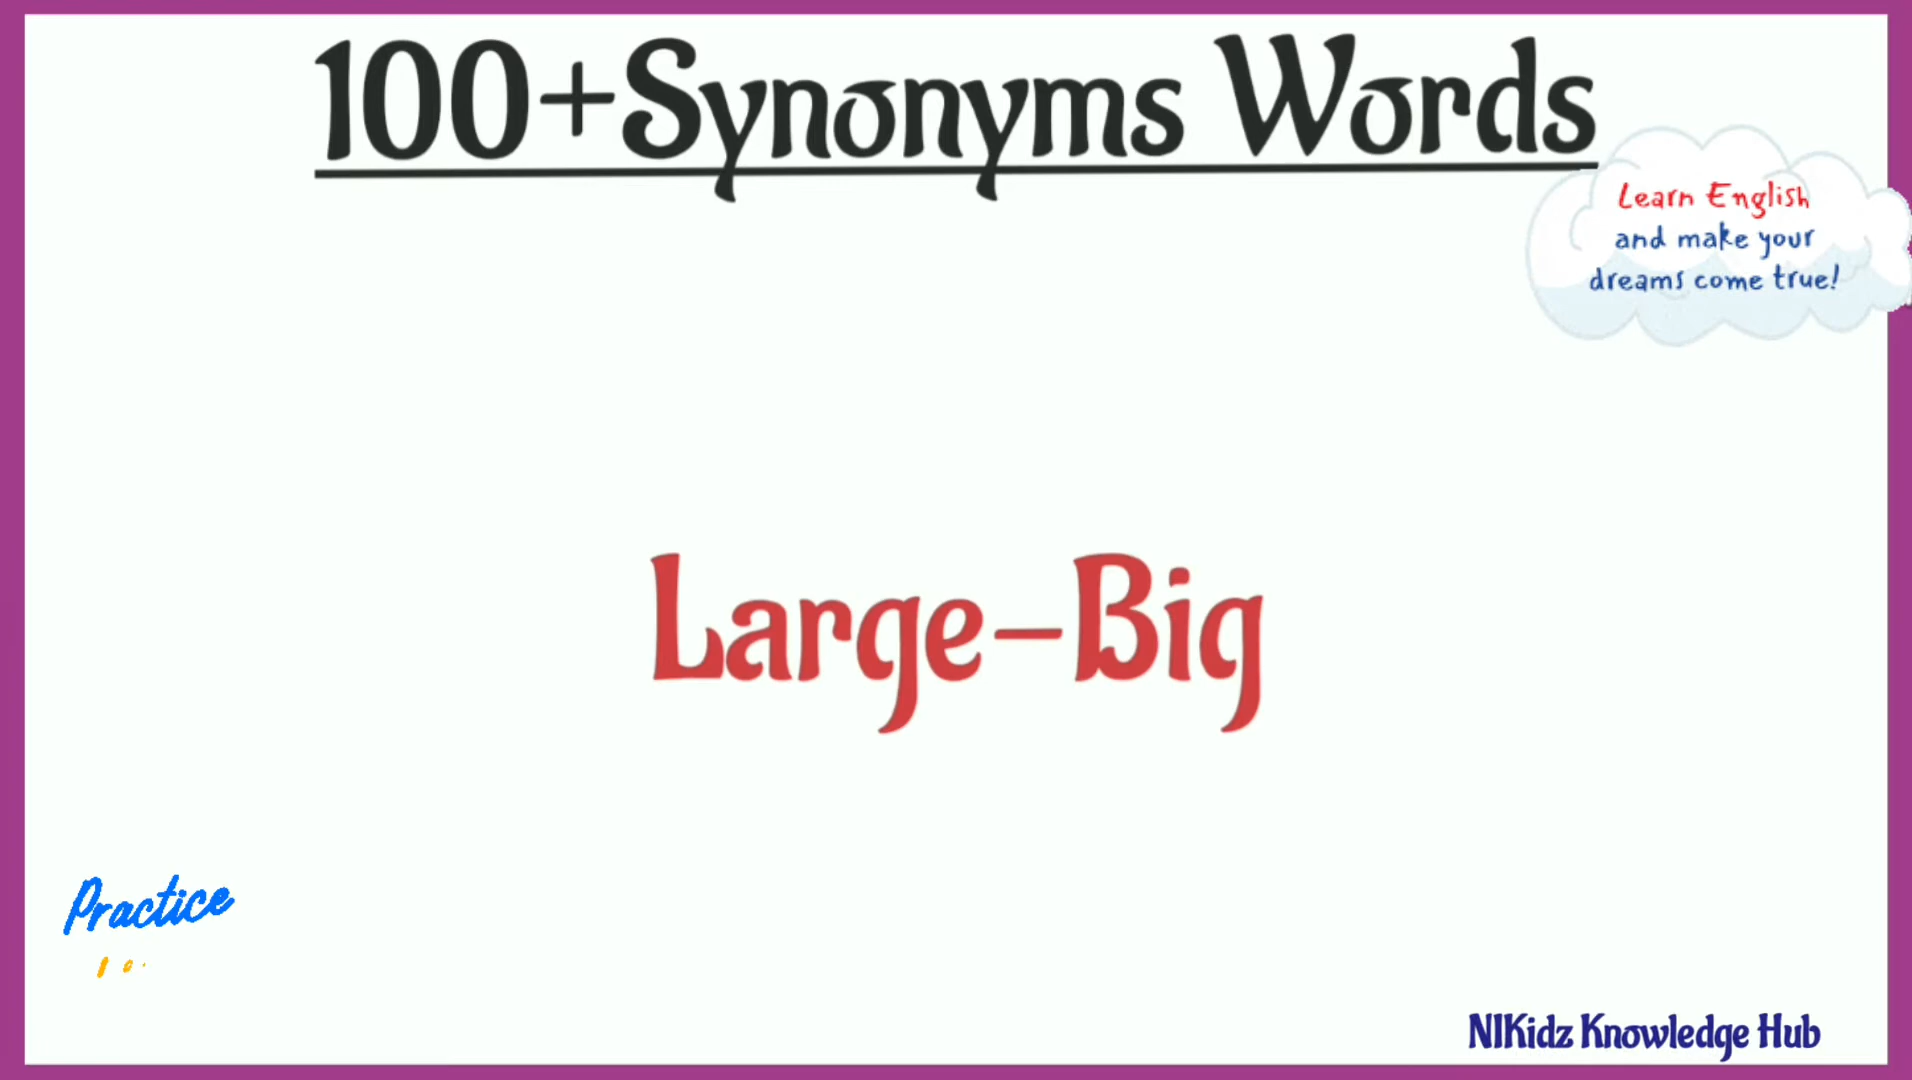 100+Synonyms Words
Learn English
and make your
dreams come true!
Large-Big
Practice
NIKidz Knowledge Hub